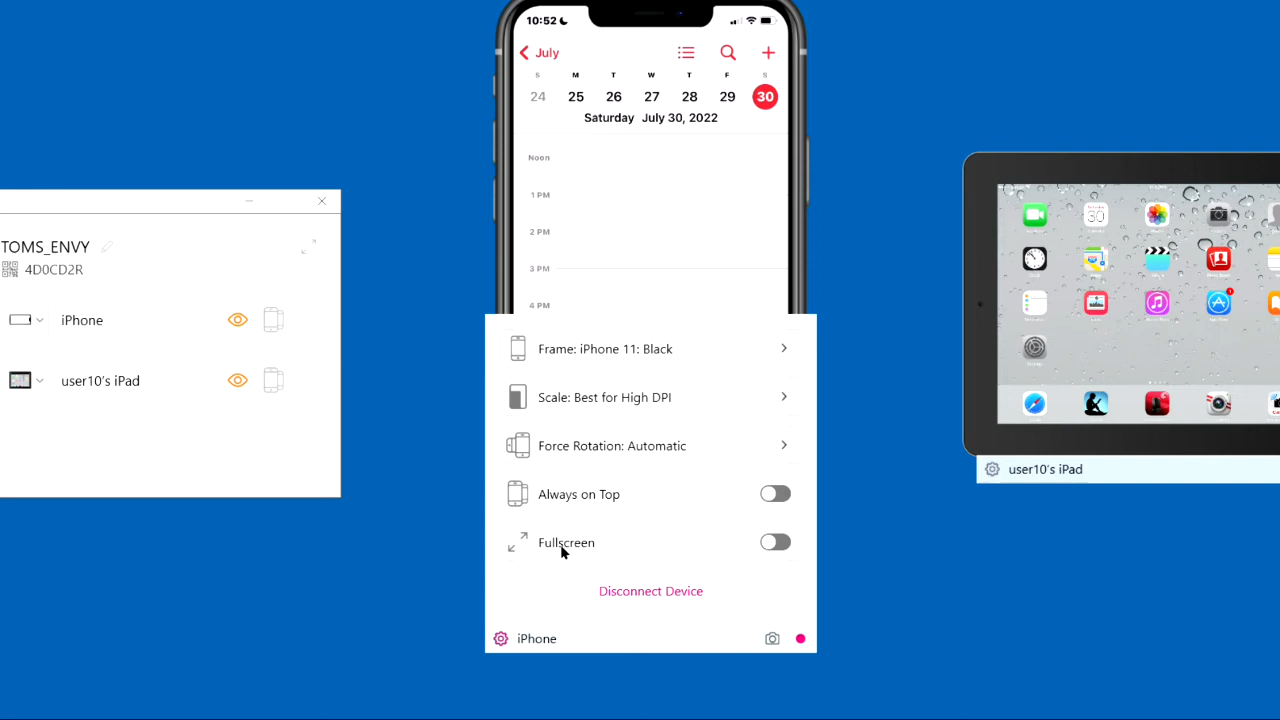 10:52
July
S M T W T F S
24 25 26 27 28 29 30
Saturday July 30, 2022
Noon
1 PM
2 PM
3 PM
4 PM
TOMS_ENVY
4D0CD2R
iPhone
user10's iPad
Frame: iPhone 11: Black
Scale: Best for High DPI
Force Rotation: Automatic
Always on Top
Fullscreen
Disconnect Device
iPhone
30
user10's iPad